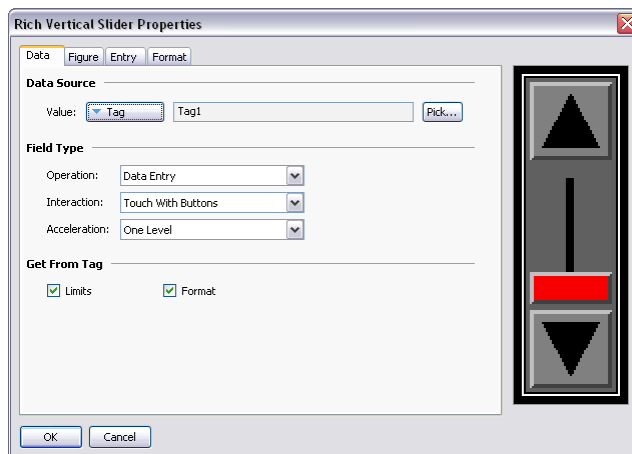 Rich Vertical Slider Properties
Data Figure Entry Format
Data Source
Value: Tag Tag1 Pick...
Field Type
Operation: Data Entry
Interaction: Touch With Buttons
Acceleration: One Level
Get From Tag
Limits Format
OK Cancel